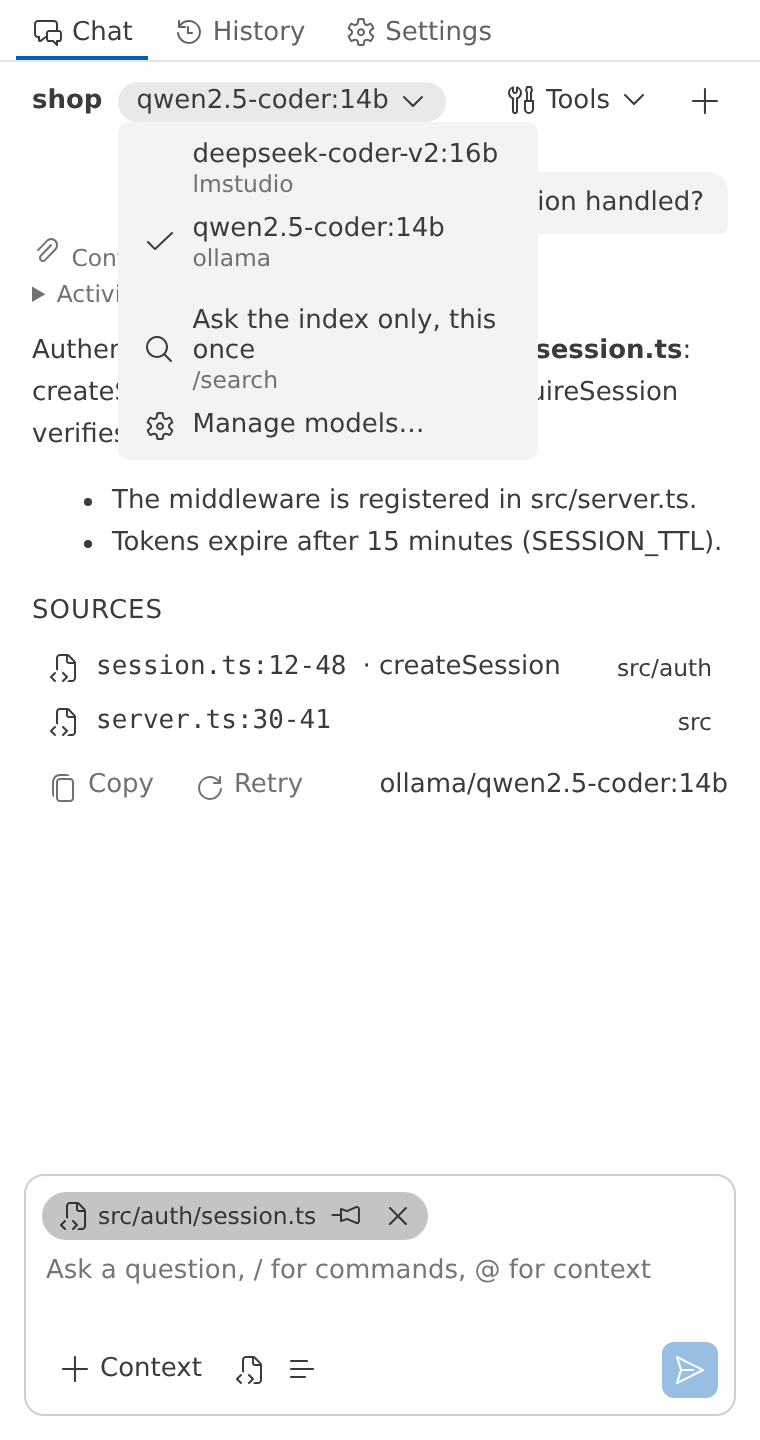 Chat History Settings
shop qwen2.5-coder:14b Tools
deepseek-coder-v2:16b
lmstudio
handled?
qwen2.5-coder:14b
ollama
Ask the index only, this
once
/search
Manage models…
session.ts:
verifies
The middleware is registered in src/server.ts.
Tokens expire after 15 minutes (SESSION_TTL).
SOURCES
session.ts:12-48 · createSession src/auth
server.ts:30-41 src
Copy Retry ollama/qwen2.5-coder:14b
src/auth/session.ts
Ask a question, / for commands, @ for context
Context